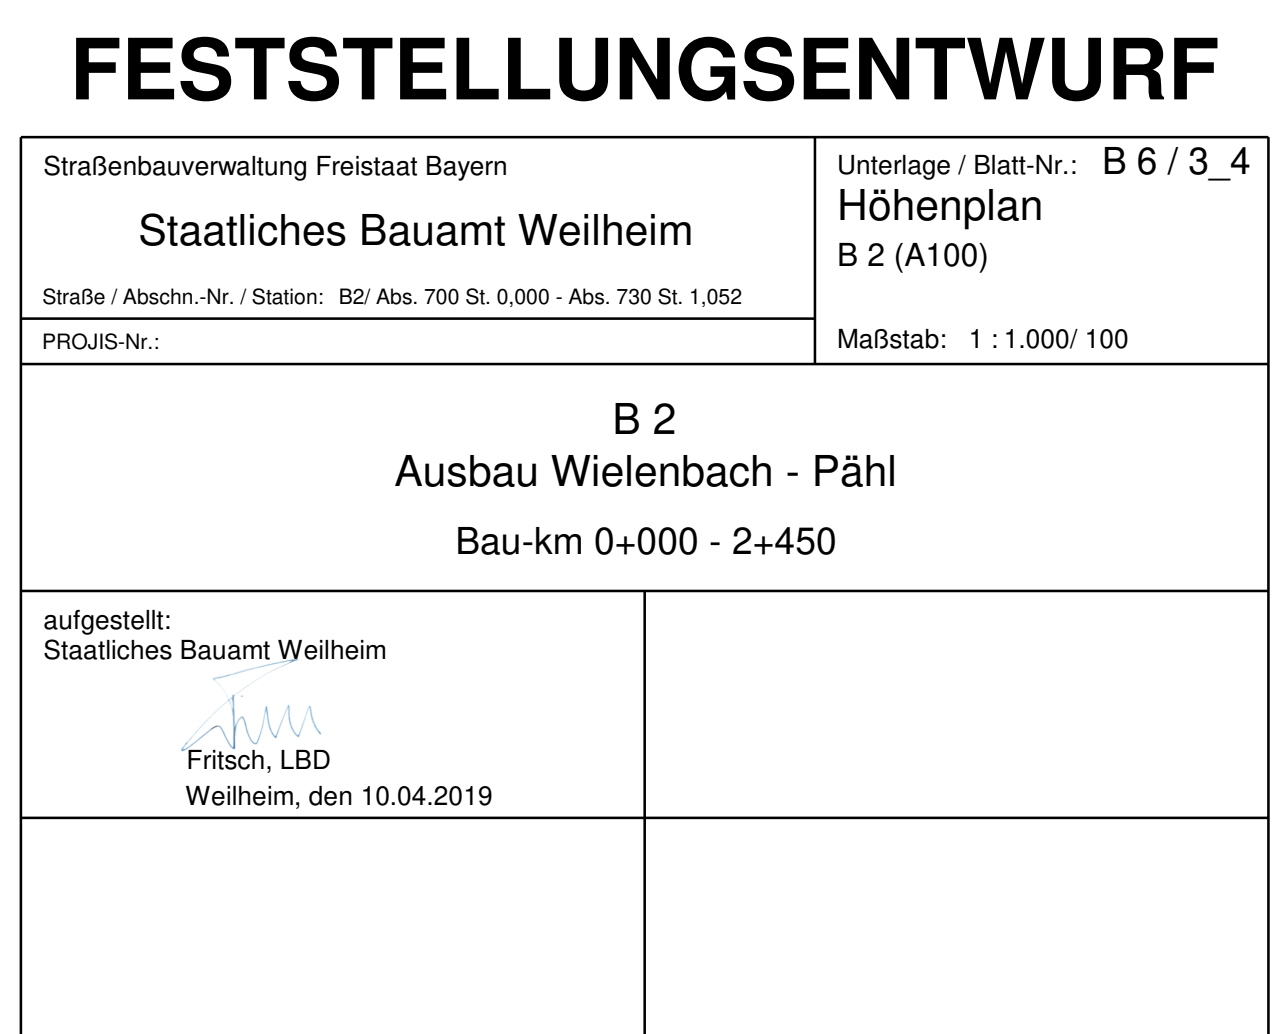 FESTSTELLUNGSENTWURF
Straßenbauverwaltung Freistaat Bayern
Staatliches Bauamt Weilheim
Straße / Abschn.-Nr. / Station: B2/ Abs. 700 St. 0,000 - Abs. 730 St. 1,052
PROJIS-Nr.:
Unterlage / Blatt-Nr.: B 6 / 3_4
Höhenplan
B 2 (A100)
Maßstab: 1 : 1.000/ 100
B 2
Ausbau Wielenbach - Pähl
Bau-km 0+000 - 2+450
aufgestellt:
Staatliches Bauamt Weilheim
Fritsch, LBD
Weilheim, den 10.04.2019